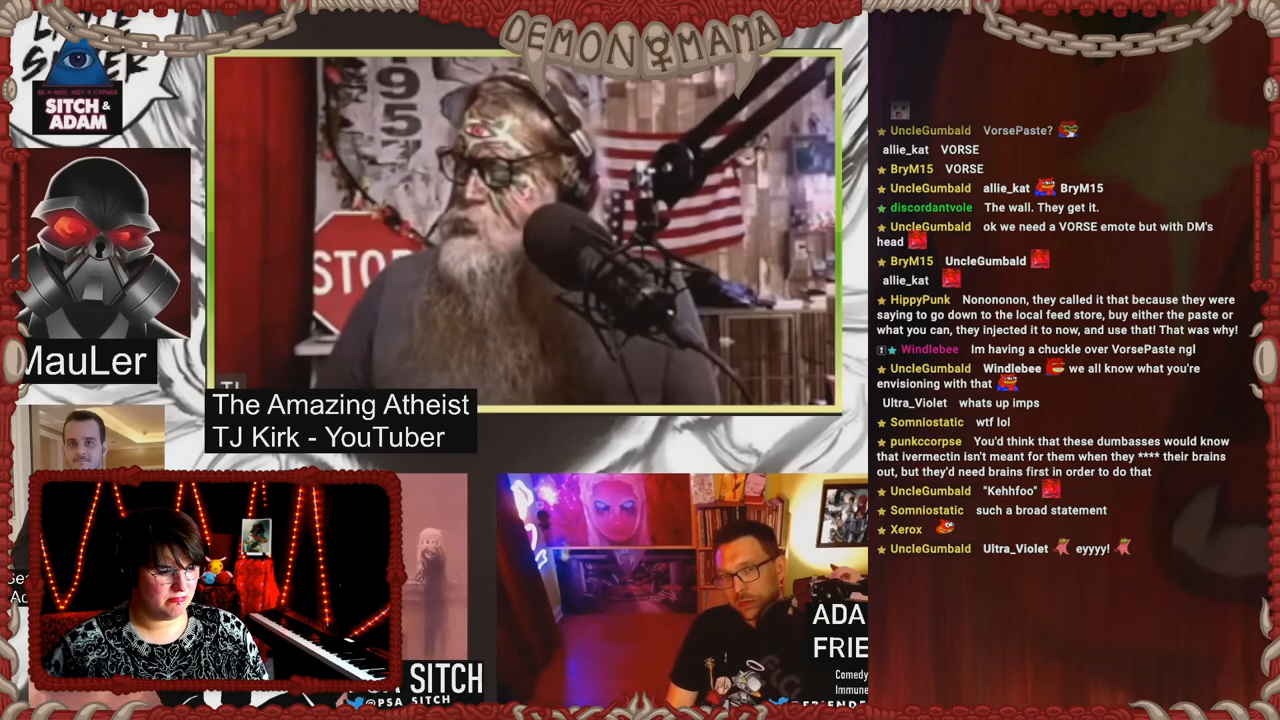 DEMON MAMA
BE A NEO, NOT A CYPHER
SITCH &
ADAM
MauLer
1957
STOP
The Amazing Atheist
TJ Kirk - YouTuber
SITCH
@PSA_SITCH
ADA
FRIE
Comedy
Immune
UncleGumbald VorsePaste?
allie_kat VORSE
BryM15 VORSE
UncleGumbald allie_kat BryM15
discordantvole The wall. They get it.
UncleGumbald ok we need a VORSE emote but with DM's
head
BryM15 UncleGumbald
allie_kat
HippyPunk Nonononon, they called it that because they were
saying to go down to the local feed store, buy either the paste or
what you can, they injected it to now, and use that! That was why!
Windlebee Im having a chuckle over VorsePaste ngl
UncleGumbald Windlebee we all know what you're
envisioning with that
Ultra_Violet whats up imps
Somniostatic wtf lol
punkccorpse You'd think that these dumbasses would know
that ivermectin isn't meant for them when they **** their brains
out, but they'd need brains first in order to do that
UncleGumbald "Kehhfoo"
Somniostatic such a broad statement
Xerox
UncleGumbald Ultra_Violet eyyyy!